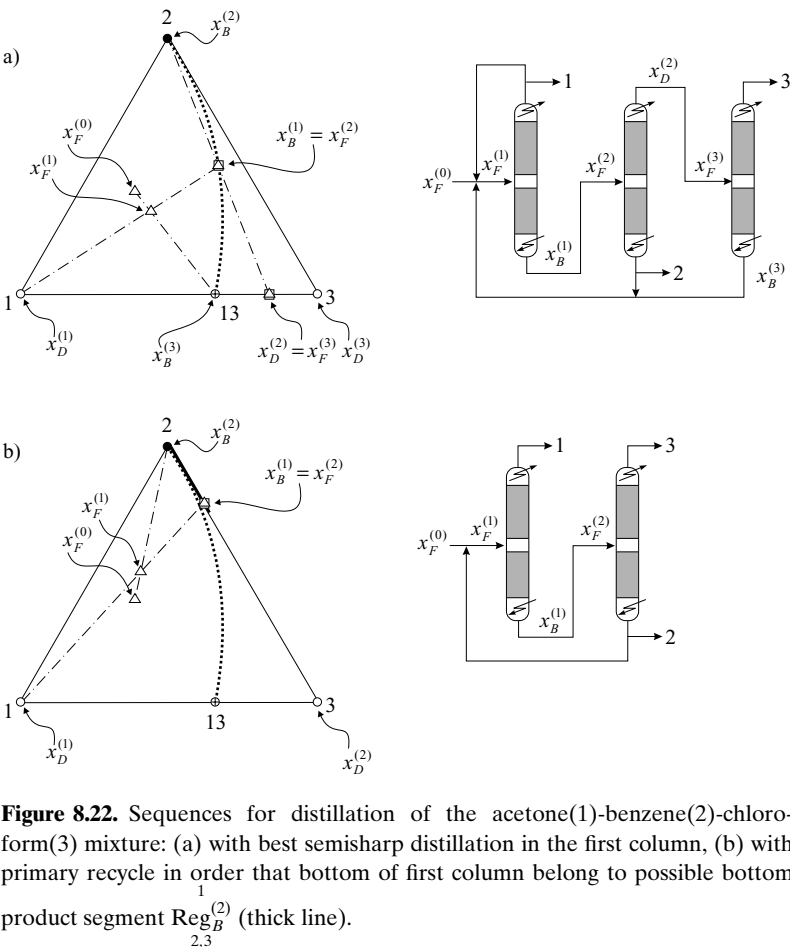 a)
2
x_B^(2)
x_F^(0)
x_F^(1)
x_B^(1) = x_F^(2)
1
13
3
x_D^(1)
x_B^(3)
x_D^(2) = x_F^(3)
x_D^(3)
1
x_D^(2)
3
x_F^(0)
x_F^(1)
x_F^(2)
x_F^(3)
x_B^(1)
2
x_B^(3)
b)
2
x_B^(2)
x_B^(1) = x_F^(2)
x_F^(1)
x_F^(0)
1
13
3
x_D^(1)
x_D^(2)
1
3
x_F^(0)
x_F^(1)
x_F^(2)
x_B^(1)
2
Figure 8.22. Sequences for distillation of the acetone(1)-benzene(2)-chloro-
form(3) mixture: (a) with best semisharp distillation in the first column, (b) with
primary recycle in order that bottom of first column belong to possible bottom
1
product segment Reg_B^(2) (thick line).
2,3